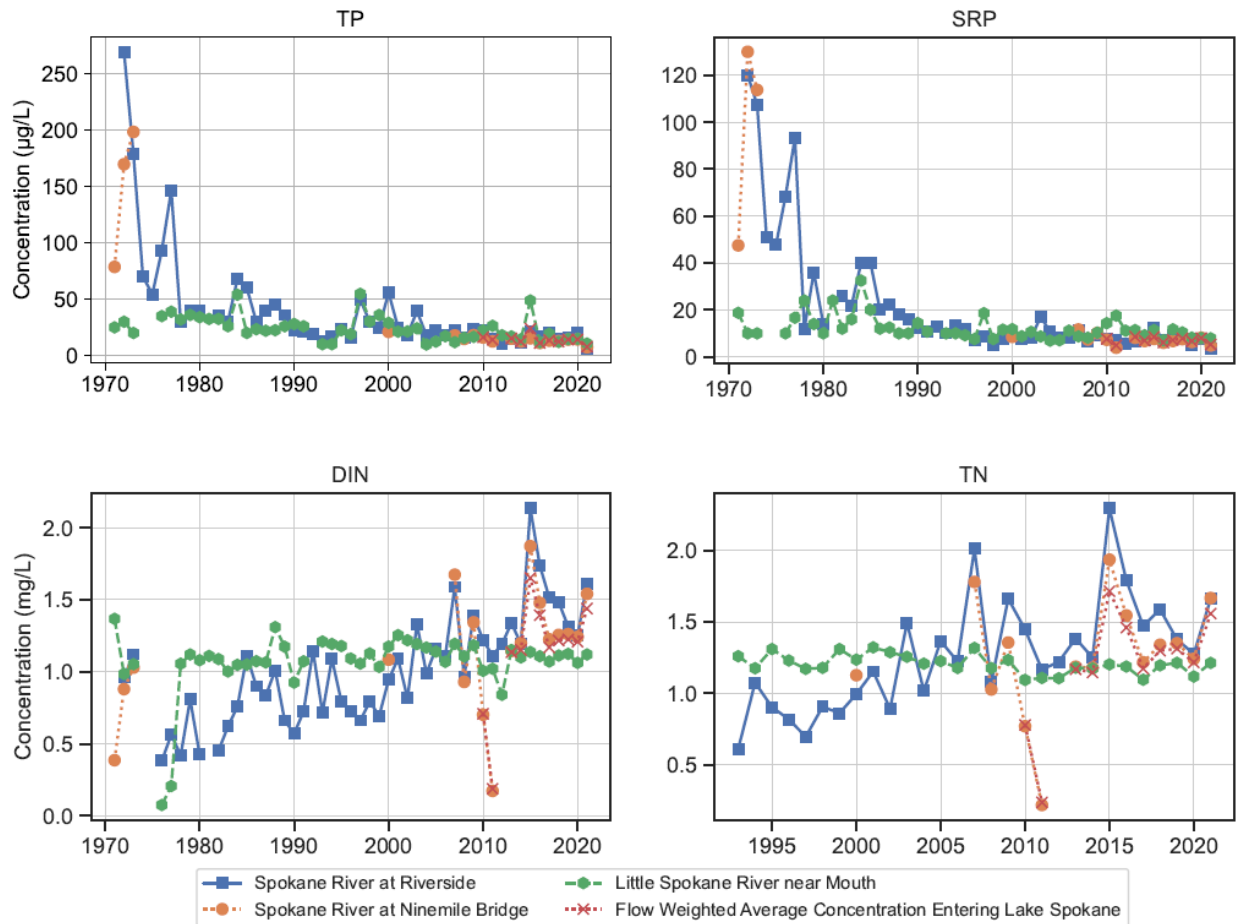 TP
SRP
Concentration (µg/L)
250
200
150
100
50
0
1970 1980 1990 2000 2010 2020
120
100
80
60
40
20
0
1970 1980 1990 2000 2010 2020
DIN
TN
Concentration (mg/L)
2.0
1.5
1.0
0.5
0.0
1970 1980 1990 2000 2010 2020
2.0
1.5
1.0
0.5
1995 2000 2005 2010 2015 2020
Spokane River at Riverside
Spokane River at Ninemile Bridge
Little Spokane River near Mouth
Flow Weighted Average Concentration Entering Lake Spokane